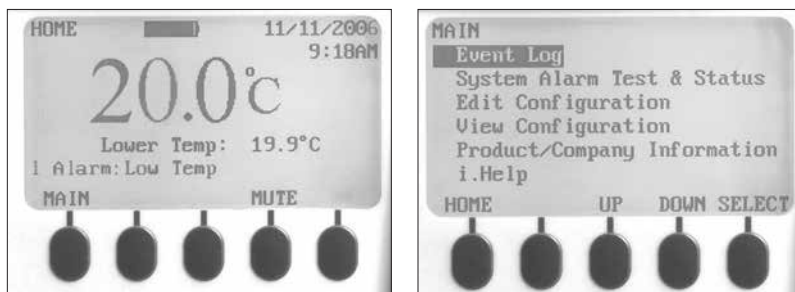 HOME 11/11/2006
9:18AM
20.0°C
Lower Temp: 19.9°C
1 Alarm:Low Temp
MAIN MUTE
MAIN
Event Log
System Alarm Test & Status
Edit Configuration
View Configuration
Product/Company Information
i.Help
HOME UP DOWN SELECT